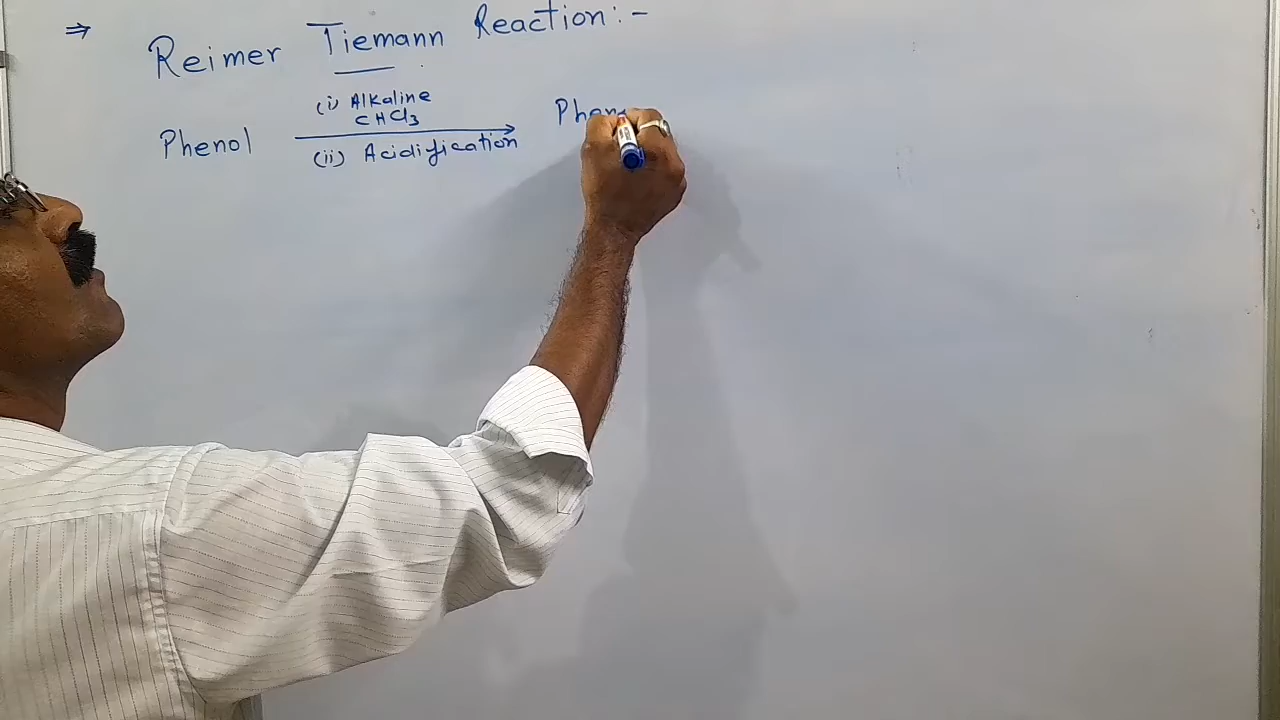 ⇒ Reimer Tiemann Reaction:-
(i) Alkaline
CHCl3
Phenol
(ii) Acidification